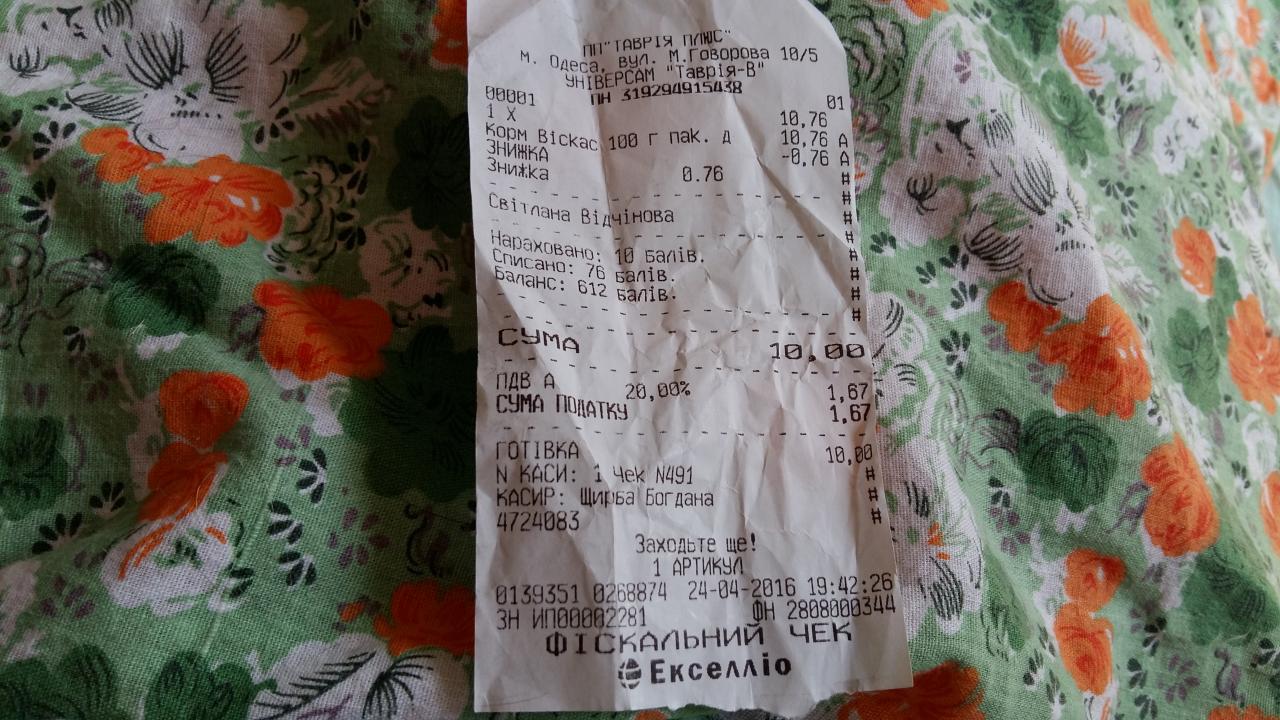 ПП"ТАВРІЯ ПЛЮС"
м. Одеса, вул. М.Говорова 10/5
УНІВЕРСАМ "Таврія-В"
ПН 319294915438
00001 01
1 X 10,76
Корм Віскас 100 г пак. д 10,76 А
ЗНИЖКА -0,76 А
Знижка 0.76 #
- - - - - - - - - - - - - - - - #
Світлана Відчінова #
- - - - - - - - - - - - - - - - #
Нараховано: 10 балів. #
Списано: 76 балів. #
Баланс: 612 балів. #
- - - - - - - - - - - - - - - - #
СУМА 10,00
ПДВ А 20,00% 1,67
СУМА ПОДАТКУ 1,67
ГОТІВКА 10,00
N КАСИ: 1 Чек N491 #
КАСИР: Щирба Богдана #
4724083 #
Заходьте ще!
1 АРТИКУЛ
0139351 0268874 24-04-2016 19:42:26
ЗН ИП00002281 ФН 2808000344
ФІСКАЛЬНИЙ ЧЕК
Екселліо